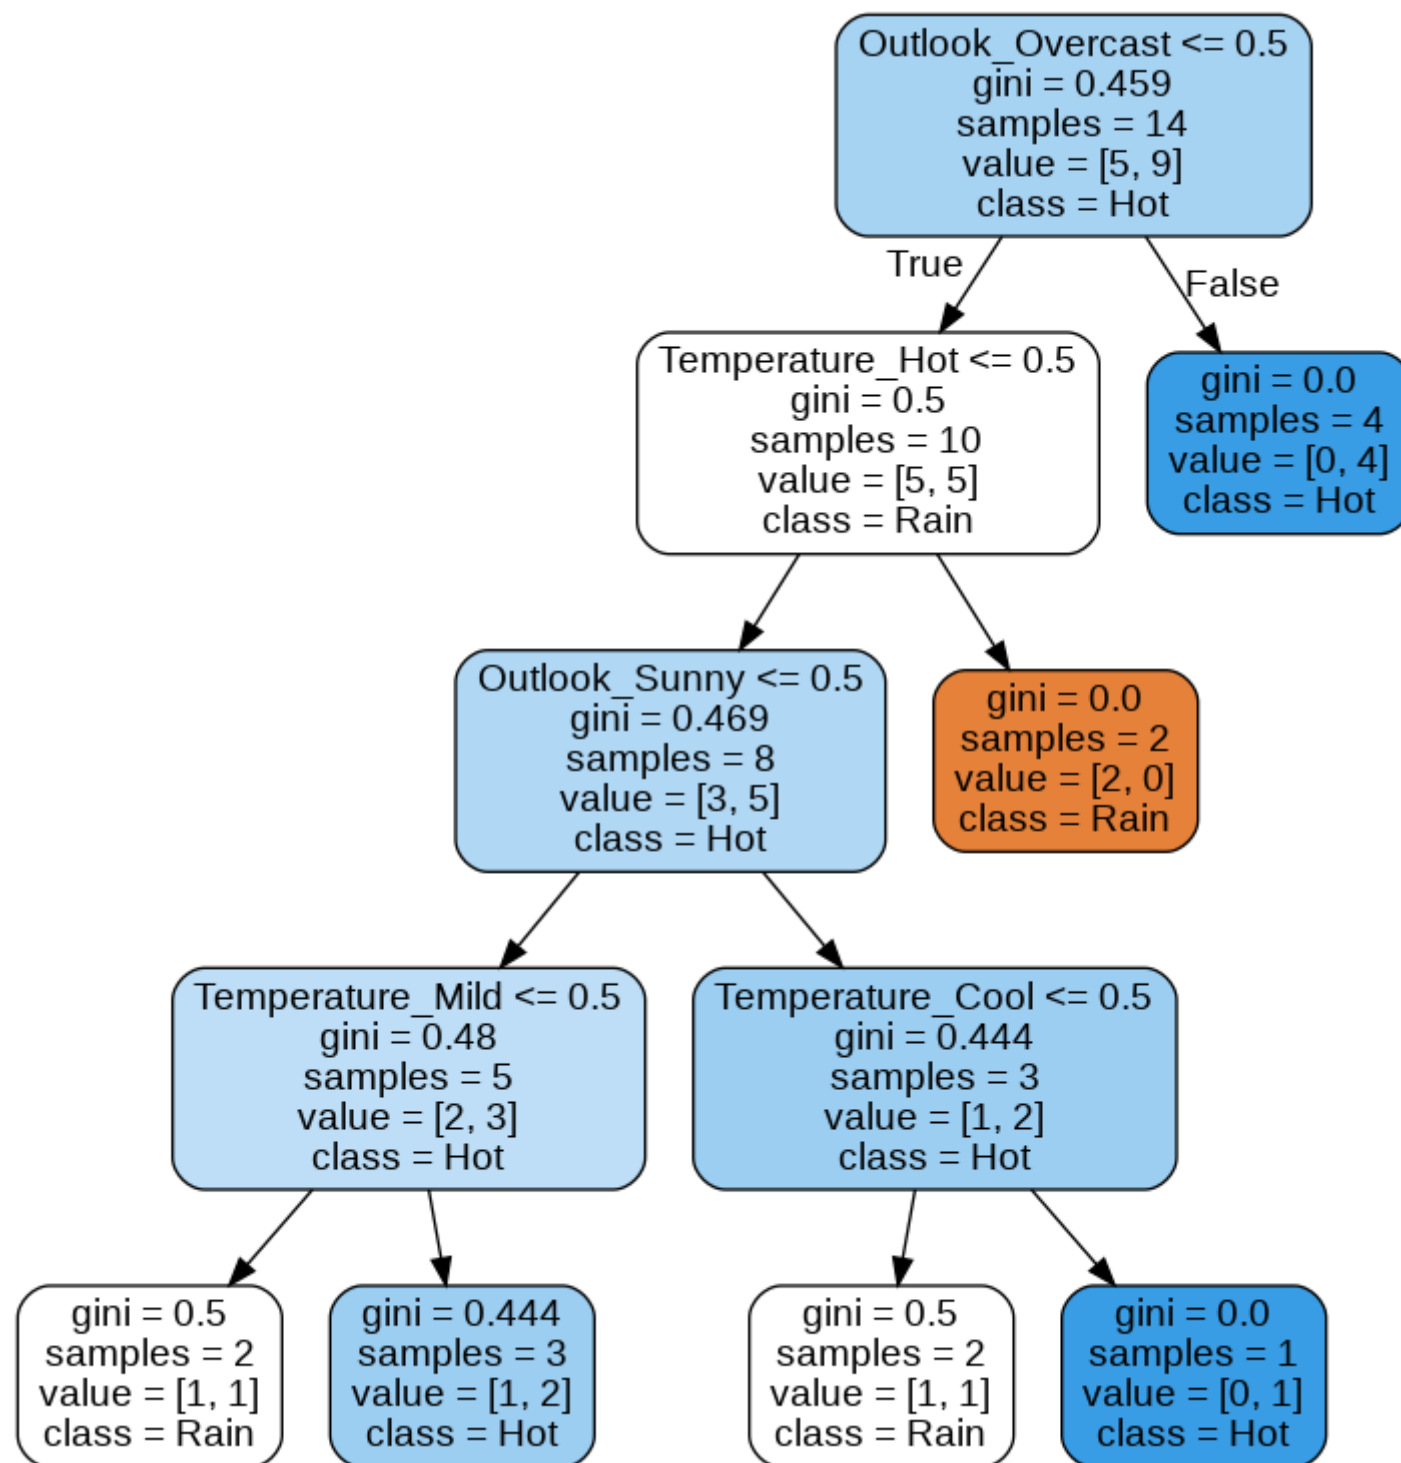 Outlook_Overcast <= 0.5
gini = 0.459
samples = 14
value = [5, 9]
class = Hot
True
False
Temperature_Hot <= 0.5
gini = 0.5
samples = 10
value = [5, 5]
class = Rain
gini = 0.0
samples = 4
value = [0, 4]
class = Hot
Outlook_Sunny <= 0.5
gini = 0.469
samples = 8
value = [3, 5]
class = Hot
gini = 0.0
samples = 2
value = [2, 0]
class = Rain
Temperature_Mild <= 0.5
gini = 0.48
samples = 5
value = [2, 3]
class = Hot
Temperature_Cool <= 0.5
gini = 0.444
samples = 3
value = [1, 2]
class = Hot
gini = 0.5
samples = 2
value = [1, 1]
class = Rain
gini = 0.444
samples = 3
value = [1, 2]
class = Hot
gini = 0.5
samples = 2
value = [1, 1]
class = Rain
gini = 0.0
samples = 1
value = [0, 1]
class = Hot